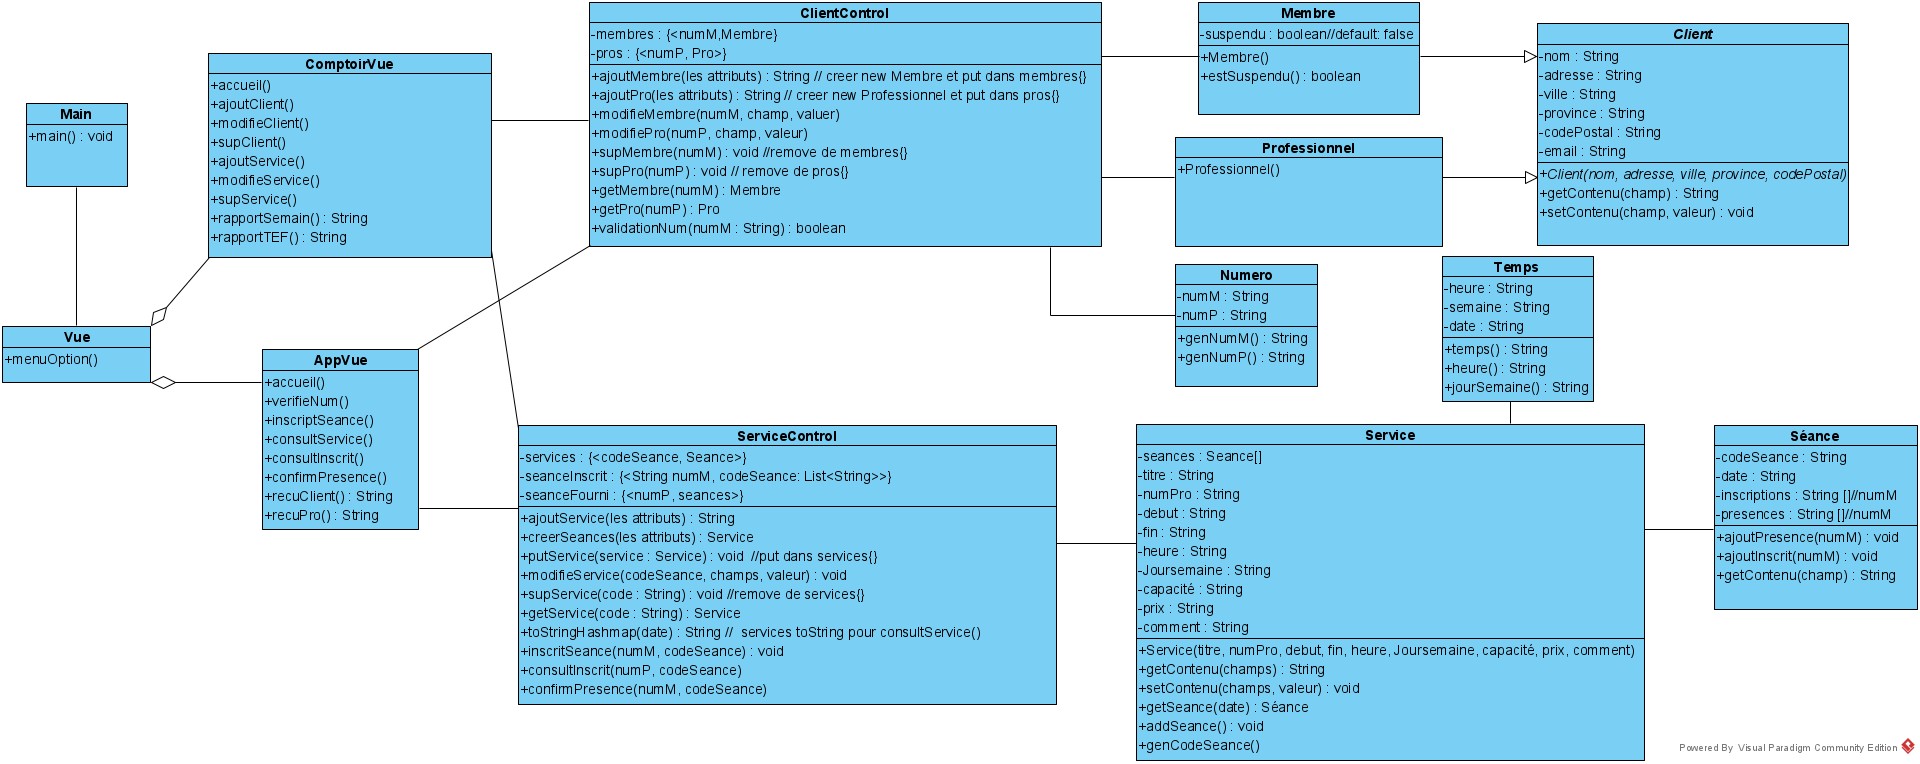 Main
+main() : void
ComptoirVue
+accueil()
+ajoutClient()
+modifieClient()
+supClient()
+ajoutService()
+modifieService()
+supService()
+rapportSemain() : String
+rapportTEF() : String
Vue
+menuOption()
AppVue
+accueil()
+verifieNum()
+inscriptSeance()
+consultService()
+consultInscrit()
+confirmPresence()
+recuClient() : String
+recuPro() : String
ClientControl
-membres : {<numM,Membre}
-pros : {<numP, Pro>}
+ajoutMembre(les attributs) : String // creer new Membre et put dans membres{}
+ajoutPro(les attributs) : String // creer new Professionnel et put dans pros{}
+modifieMembre(numM, champ, valuer)
+modifiePro(numP, champ, valeur)
+supMembre(numM) : void //remove de membres{}
+supPro(numP) : void // remove de pros{}
+getMembre(numM) : Membre
+getPro(numP) : Pro
+validationNum(numM : String) : boolean
Membre
-suspendu : boolean//default: false
+Membre()
+estSuspendu() : boolean
Professionnel
+Professionnel()
Client
-nom : String
-adresse : String
-ville : String
-province : String
-codePostal : String
-email : String
+Client(nom, adresse, ville, province, codePostal)
+getContenu(champ) : String
+setContenu(champ, valeur) : void
Numero
-numM : String
-numP : String
+genNumM() : String
+genNumP() : String
Temps
-heure : String
-semaine : String
-date : String
+temps() : String
+heure() : String
+jourSemaine() : String
ServiceControl
-services : {<codeSeance, Seance>}
-seanceInscrit : {<String numM, codeSeance: List<String>>}
-seanceFourni : {<numP, seances>}
+ajoutService(les attributs) : String
+creerSeances(les attributs) : Service
+putService(service : Service) : void //put dans services{}
+modifieService(codeSeance, champs, valeur) : void
+supService(code : String) : void //remove de services{}
+getService(code : String) : Service
+toStringHashmap(date) : String // services toString pour consultService()
+inscritSeance(numM, codeSeance) : void
+consultInscrit(numP, codeSeance)
+confirmPresence(numM, codeSeance)
Service
-seances : Seance[]
-titre : String
-numPro : String
-debut : String
-fin : String
-heure : String
-Joursemaine : String
-capacité : String
-prix : String
-comment : String
+Service(titre, numPro, debut, fin, heure, Joursemaine, capacité, prix, comment)
+getContenu(champs) : String
+setContenu(champs, valeur) : void
+getSeance(date) : Séance
+addSeance() : void
+genCodeSeance()
Séance
-codeSeance : String
-date : String
-inscriptions : String []//numM
-presences : String []//numM
+ajoutPresence(numM) : void
+ajoutInscrit(numM) : void
+getContenu(champ) : String
Powered By Visual Paradigm Community Edition